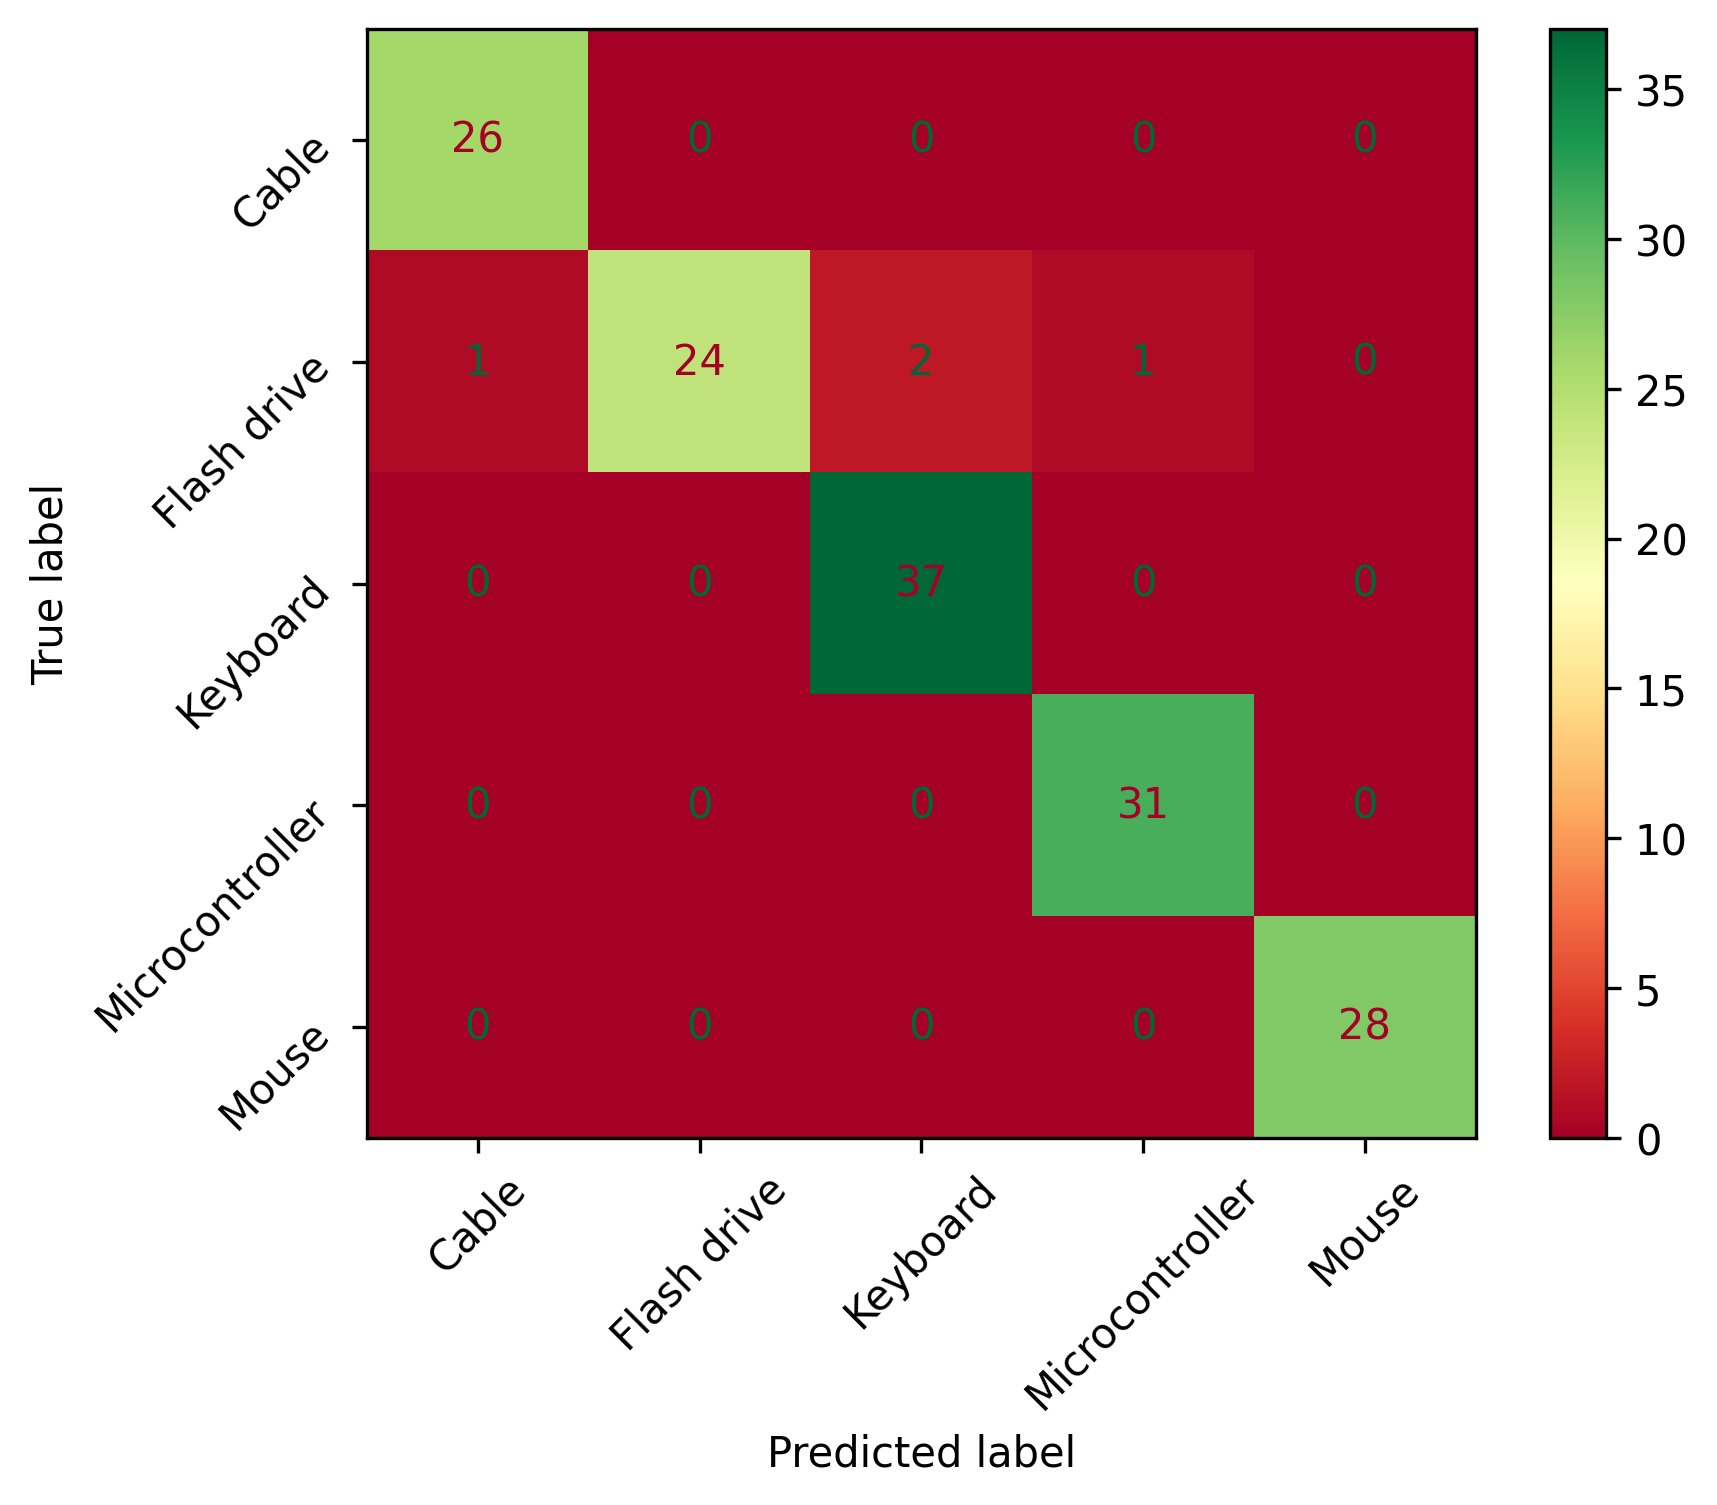 True label
Cable
26 0 0 0 0
Flash drive
1 24 2 1 0
Keyboard
0 0 37 0 0
Microcontroller
0 0 0 31 0
Mouse
0 0 0 0 28
Cable Flash drive Keyboard Microcontroller Mouse
Predicted label
35
30
25
20
15
10
5
0